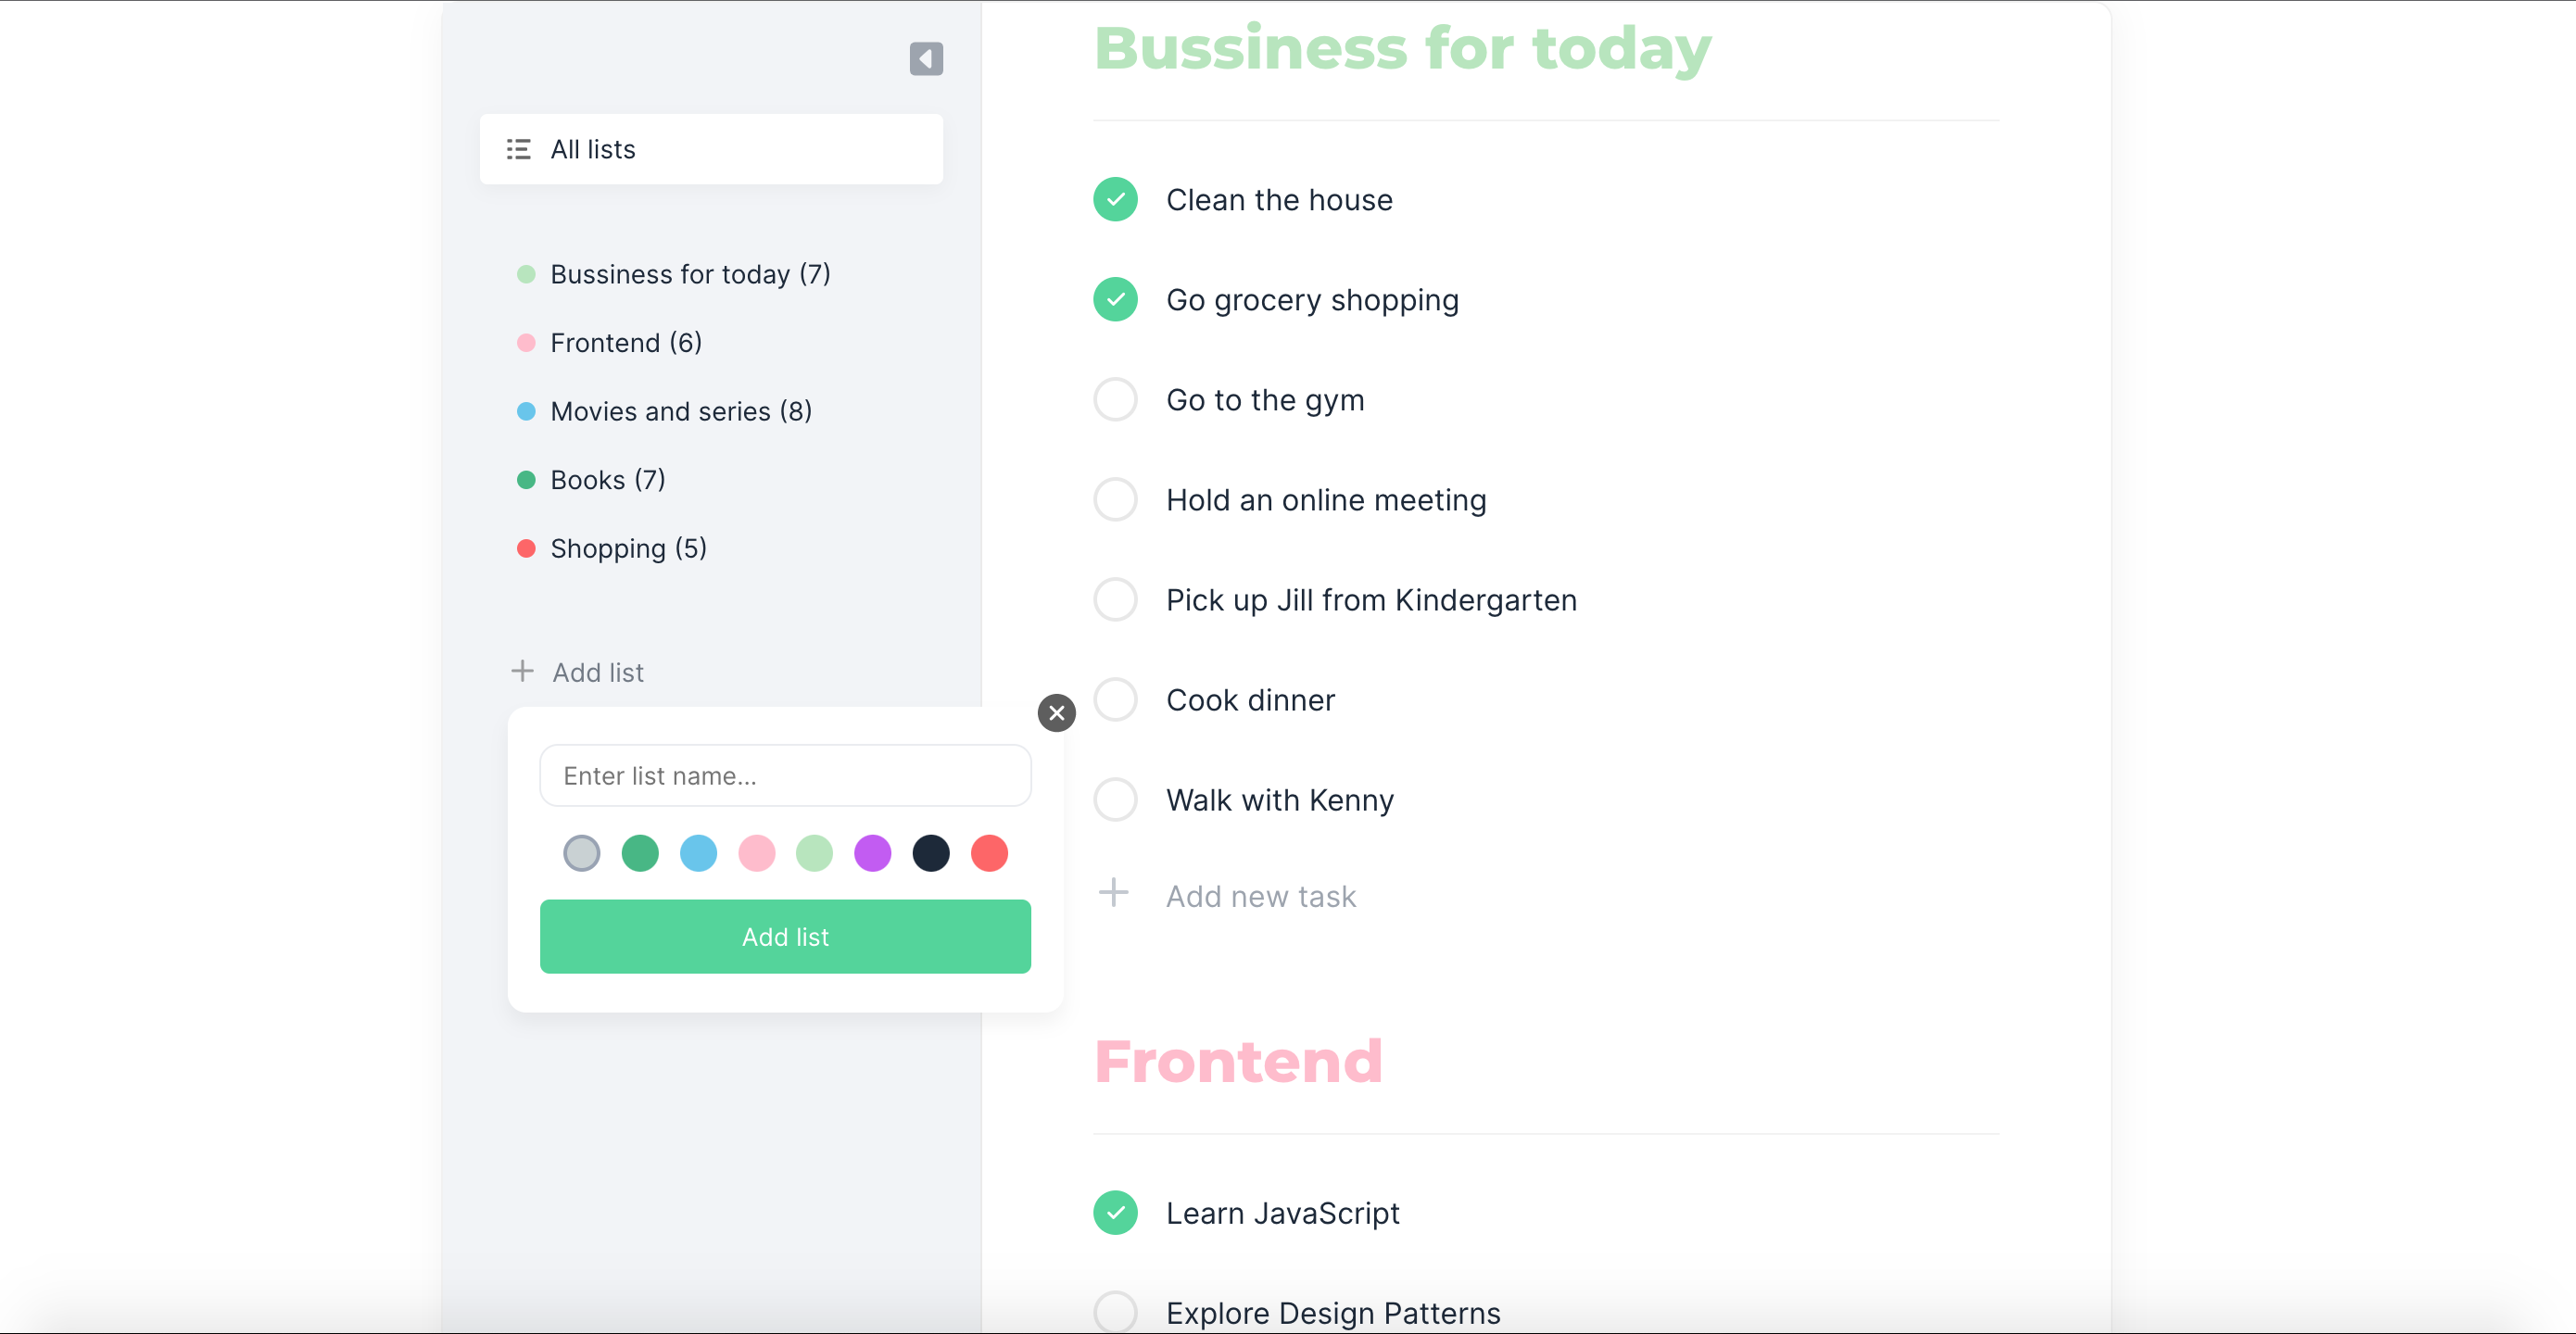 All lists
Bussiness for today (7)
Frontend (6)
Movies and series (8)
Books (7)
Shopping (5)
Add list
Enter list name...
Add list
Bussiness for today
Clean the house
Go grocery shopping
Go to the gym
Hold an online meeting
Pick up Jill from Kindergarten
Cook dinner
Walk with Kenny
Add new task
Frontend
Learn JavaScript
Explore Design Patterns